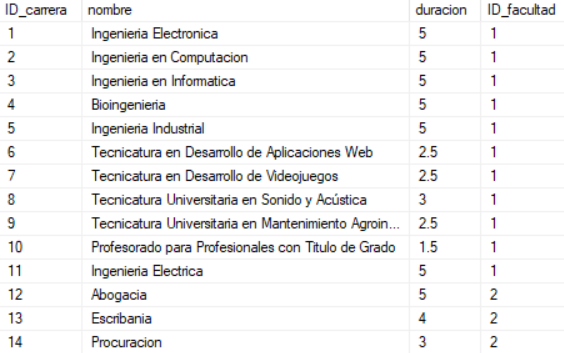 ID_carrera nombre duracion ID_facultad
1 Ingenieria Electronica 5 1
2 Ingenieria en Computacion 5 1
3 Ingenieria en Informatica 5 1
4 Bioingenieria 5 1
5 Ingenieria Industrial 5 1
6 Tecnicatura en Desarrollo de Aplicaciones Web 2.5 1
7 Tecnicatura en Desarrollo de Videojuegos 2.5 1
8 Tecnicatura Universitaria en Sonido y Acústica 3 1
9 Tecnicatura Universitaria en Mantenimiento Agroin... 2.5 1
10 Profesorado para Profesionales con Titulo de Grado 1.5 1
11 Ingenieria Electrica 5 1
12 Abogacia 5 2
13 Escribania 4 2
14 Procuracion 3 2